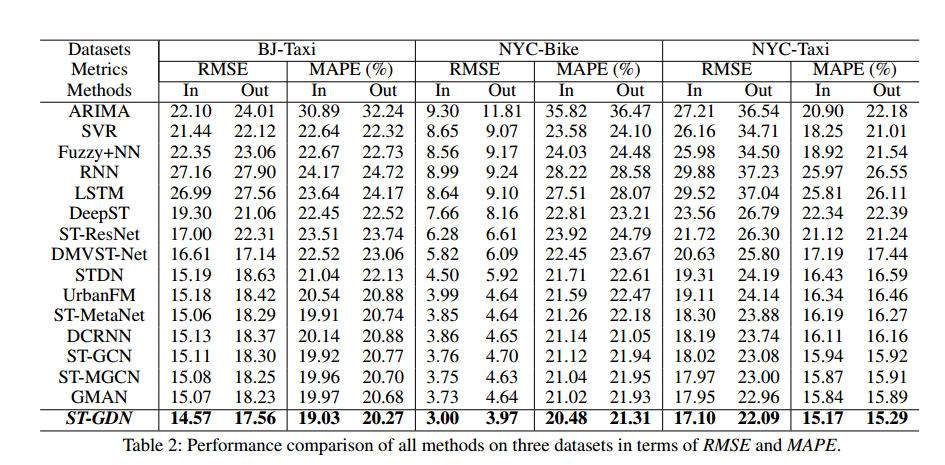 Datasets BJ-Taxi NYC-Bike NYC-Taxi
Metrics RMSE MAPE (%) RMSE MAPE (%) RMSE MAPE (%)
Methods In Out In Out In Out In Out In Out In Out
ARIMA 22.10 24.01 30.89 32.24 9.30 11.81 35.82 36.47 27.21 36.54 20.90 22.18
SVR 21.44 22.12 22.64 22.32 8.65 9.07 23.58 24.10 26.16 34.71 18.25 21.01
Fuzzy+NN 22.35 23.06 22.67 22.73 8.56 9.17 24.03 24.48 25.98 34.50 18.92 21.54
RNN 27.16 27.90 24.17 24.72 8.99 9.24 28.22 28.58 29.88 37.23 25.97 26.55
LSTM 26.99 27.56 23.64 24.17 8.64 9.10 27.51 28.07 29.52 37.04 25.81 26.11
DeepST 19.30 21.06 22.45 22.52 7.66 8.16 22.81 23.21 23.56 26.79 22.34 22.39
ST-ResNet 17.00 22.31 23.51 23.74 6.28 6.61 23.92 24.79 21.72 26.30 21.12 21.24
DMVST-Net 16.61 17.14 22.52 23.06 5.82 6.09 22.45 23.67 20.63 25.80 17.19 17.44
STDN 15.19 18.63 21.04 22.13 4.50 5.92 21.71 22.61 19.31 24.19 16.43 16.59
UrbanFM 15.18 18.42 20.54 20.88 3.99 4.64 21.59 22.47 19.11 24.14 16.34 16.46
ST-MetaNet 15.06 18.29 19.91 20.74 3.85 4.64 21.26 22.18 18.30 23.88 16.19 16.27
DCRNN 15.13 18.37 20.14 20.88 3.86 4.65 21.14 21.05 18.19 23.74 16.11 16.16
ST-GCN 15.11 18.30 19.92 20.77 3.76 4.70 21.12 21.94 18.02 23.08 15.94 15.92
ST-MGCN 15.08 18.25 19.96 20.70 3.75 4.63 21.04 21.95 17.97 23.00 15.87 15.91
GMAN 15.07 18.23 19.97 20.68 3.73 4.64 21.02 21.93 17.95 22.96 15.84 15.89
ST-GDN 14.57 17.56 19.03 20.27 3.00 3.97 20.48 21.31 17.10 22.09 15.17 15.29
Table 2: Performance comparison of all methods on three datasets in terms of RMSE and MAPE.